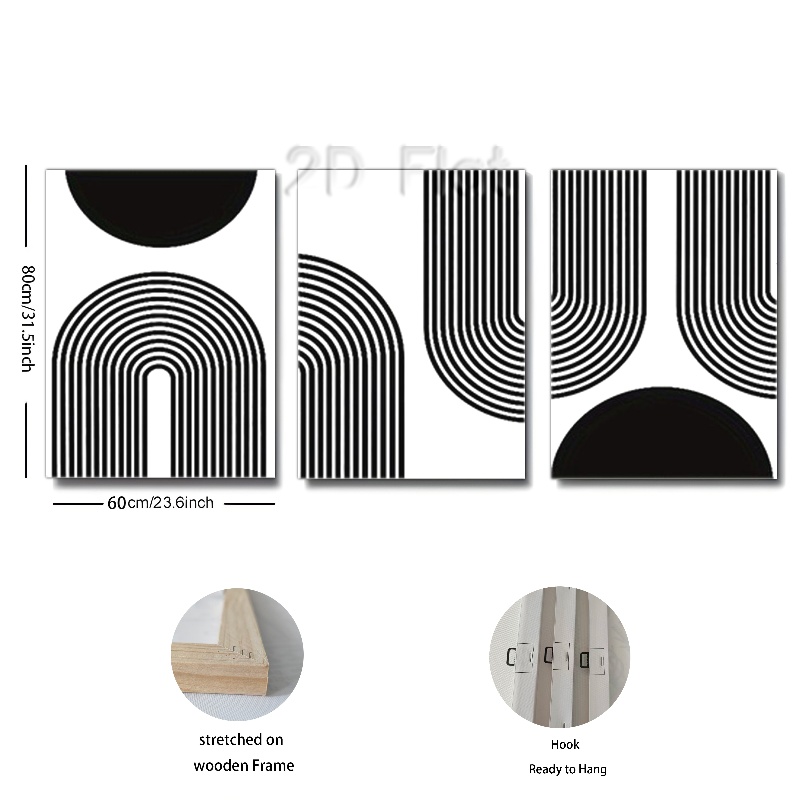 2D Flat
80cm/31.5inch
60cm/23.6inch
stretched on
wooden Frame
Hook
Ready to Hang